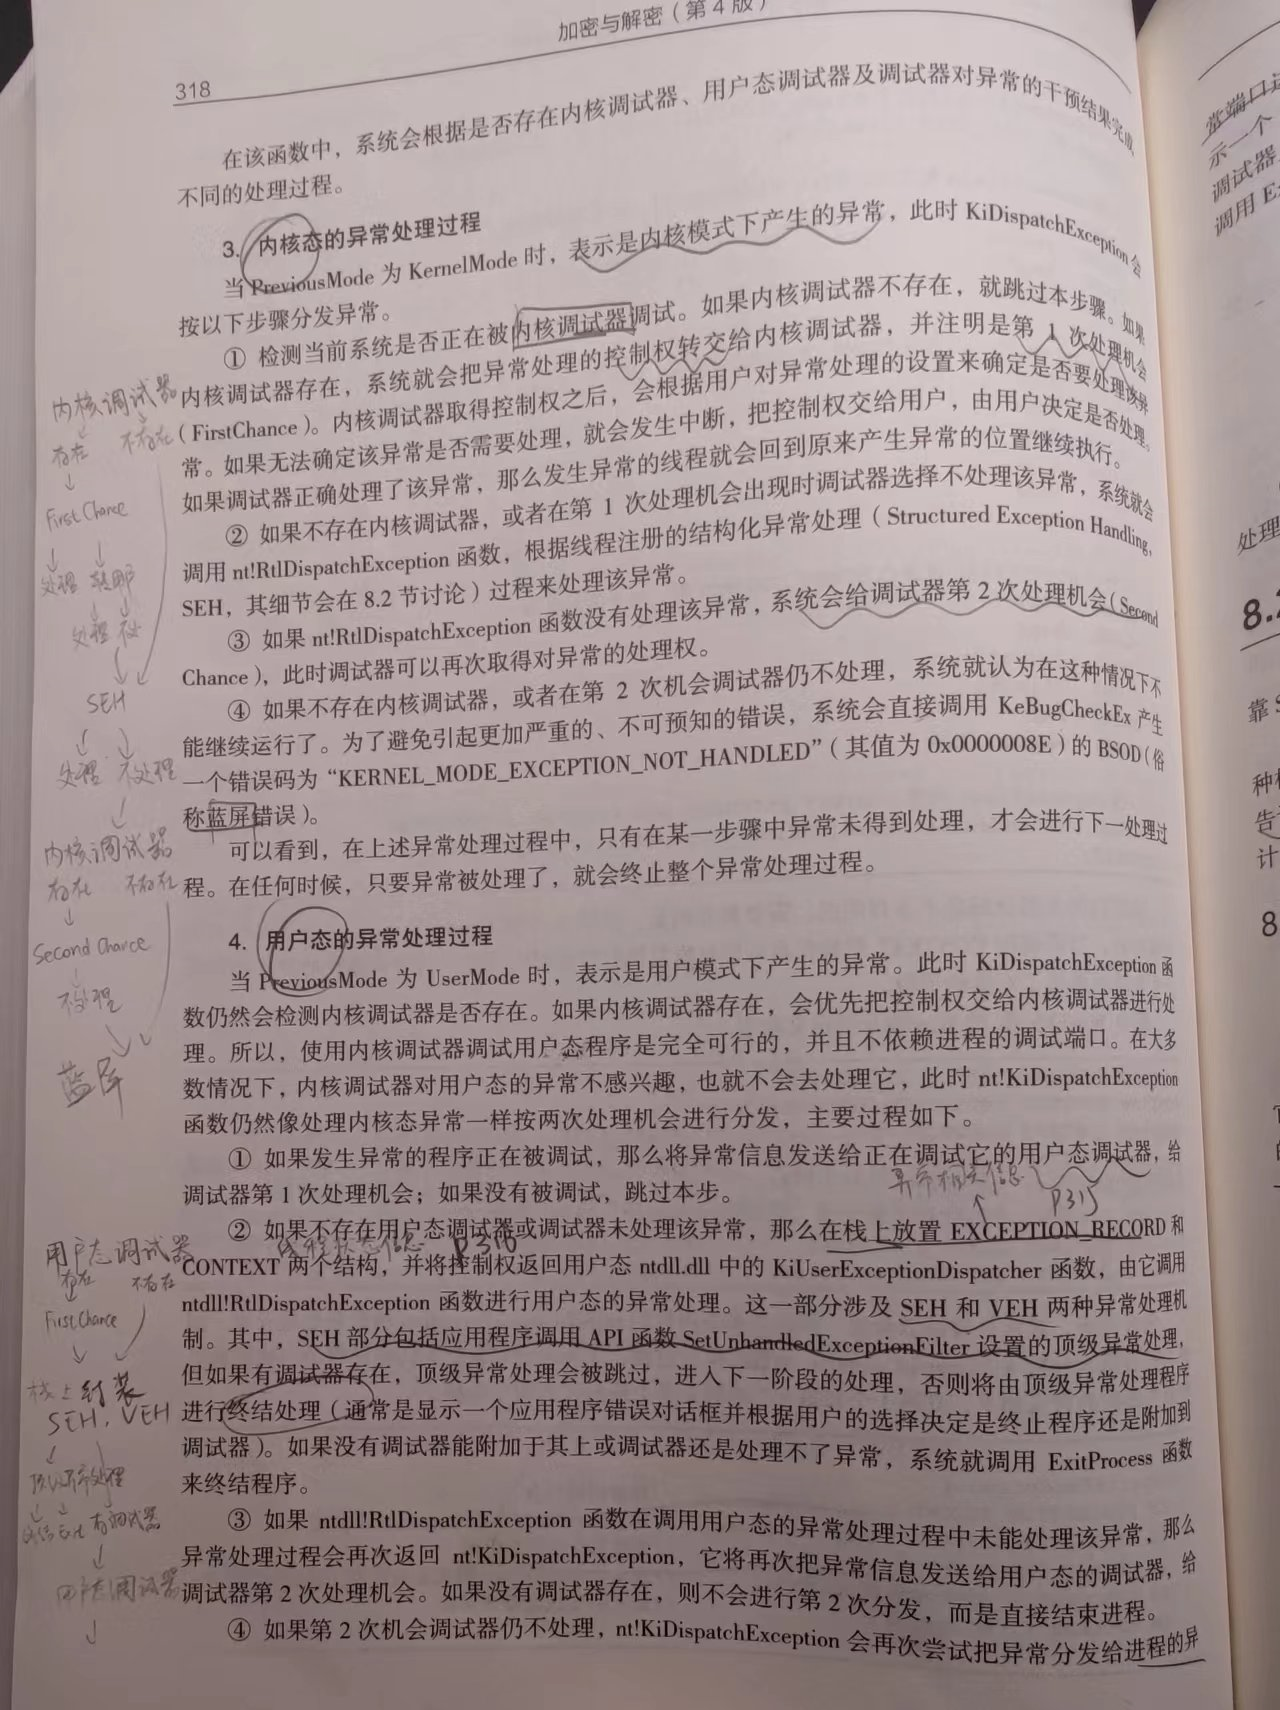 加密与解密（第4版）
318
在该函数中，系统会根据是否存在内核调试器、用户态调试器及调试器对异常的干预结果完成
不同的处理过程。
3. 内核态的异常处理过程
当 PreviousMode 为 KernelMode 时，表示是内核模式下产生的异常，此时 KiDispatchException 会
按以下步骤分发异常。
① 检测当前系统是否正在被内核调试器调试。如果内核调试器不存在，就跳过本步骤。如果
内核调试器存在，系统就会把异常处理的控制权转交给内核调试器，并注明是第 1 次处理机会
（FirstChance）。内核调试器取得控制权之后，会根据用户对异常处理的设置来确定是否要处理该异
常。如果无法确定该异常是否需要处理，就会发生中断，把控制权交给用户，由用户决定是否处理。
如果调试器正确处理了该异常，那么发生异常的线程就会回到原来产生异常的位置继续执行。
② 如果不存在内核调试器，或者在第 1 次处理机会出现时调试器选择不处理该异常，系统就会
调用 nt!RtlDispatchException 函数，根据线程注册的结构化异常处理（Structured Exception Handling,
SEH，其细节会在 8.2 节讨论）过程来处理该异常。
③ 如果 nt!RtlDispatchException 函数没有处理该异常，系统会给调试器第 2 次处理机会（Second
Chance），此时调试器可以再次取得对异常的处理权。
④ 如果不存在内核调试器，或者在第 2 次机会调试器仍不处理，系统就认为在这种情况下不
能继续运行了。为了避免引起更加严重的、不可预知的错误，系统会直接调用 KeBugCheckEx 产生
一个错误码为“KERNEL_MODE_EXCEPTION_NOT_HANDLED”（其值为 0x0000008E）的 BSOD（俗
称蓝屏错误）。
可以看到，在上述异常处理过程中，只有在某一步骤中异常未得到处理，才会进行下一处理过
程。在任何时候，只要异常被处理了，就会终止整个异常处理过程。
4. 用户态的异常处理过程
当 PreviousMode 为 UserMode 时，表示是用户模式下产生的异常。此时 KiDispatchException 函
数仍然会检测内核调试器是否存在。如果内核调试器存在，会优先把控制权交给内核调试器进行处
理。所以，使用内核调试器调试用户态程序是完全可行的，并且不依赖进程的调试端口。在大多
数情况下，内核调试器对用户态的异常不感兴趣，也就不会去处理它，此时 nt!KiDispatchException
函数仍然像处理内核态异常一样按两次处理机会进行分发，主要过程如下。
① 如果发生异常的程序正在被调试，那么将异常信息发送给正在调试它的用户态调试器，给
调试器第 1 次处理机会；如果没有被调试，跳过本步。
异常相关信息 P315
② 如果不存在用户态调试器或调试器未处理该异常，那么在栈上放置 EXCEPTION_RECORD 和
线程状态信息 P316
CONTEXT 两个结构，并将控制权返回用户态 ntdll.dll 中的 KiUserExceptionDispatcher 函数，由它调用
ntdll!RtlDispatchException 函数进行用户态的异常处理。这一部分涉及 SEH 和 VEH 两种异常处理机
制。其中，SEH 部分包括应用程序调用 API 函数 SetUnhandledExceptionFilter 设置的顶级异常处理，
但如果有调试器存在，顶级异常处理会被跳过，进入下一阶段的处理，否则将由顶级异常处理程序
进行终结处理（通常是显示一个应用程序错误对话框并根据用户的选择决定是终止程序还是附加到
调试器）。如果没有调试器能附加于其上或调试器还是处理不了异常，系统就调用 ExitProcess 函数
来终结程序。
③ 如果 ntdll!RtlDispatchException 函数在调用用户态的异常处理过程中未能处理该异常，那么
异常处理过程会再次返回 nt!KiDispatchException，它将再次把异常信息发送给用户态的调试器，给
调试器第 2 次处理机会。如果没有调试器存在，则不会进行第 2 次分发，而是直接结束进程。
④ 如果第 2 次机会调试器仍不处理，nt!KiDispatchException 会再次尝试把异常分发给进程的异
内核调试器
存在 不存在
FirstChance
处理
处理
SEH
处理 不处理
内核调试器
存在 不存在
Second Chance
不处理
蓝屏
用户态调试器
存在 不存在
FirstChance
栈上封装
SEH、VEH
有调试器
用户态调试器
常端口
示一个
调试器
处理
靠
种
告
计
8